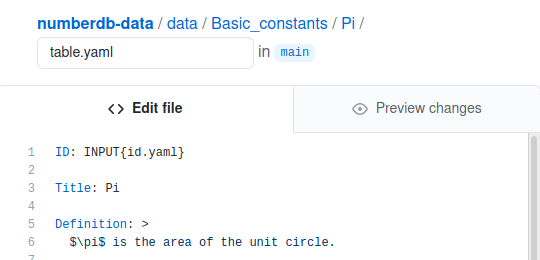 numberdb-data / data / Basic_constants / Pi /
table.yaml in main
Edit file Preview changes
1 ID: INPUT{id.yaml}
2
3 Title: Pi
4
5 Definition: >
6 $\pi$ is the area of the unit circle.
7